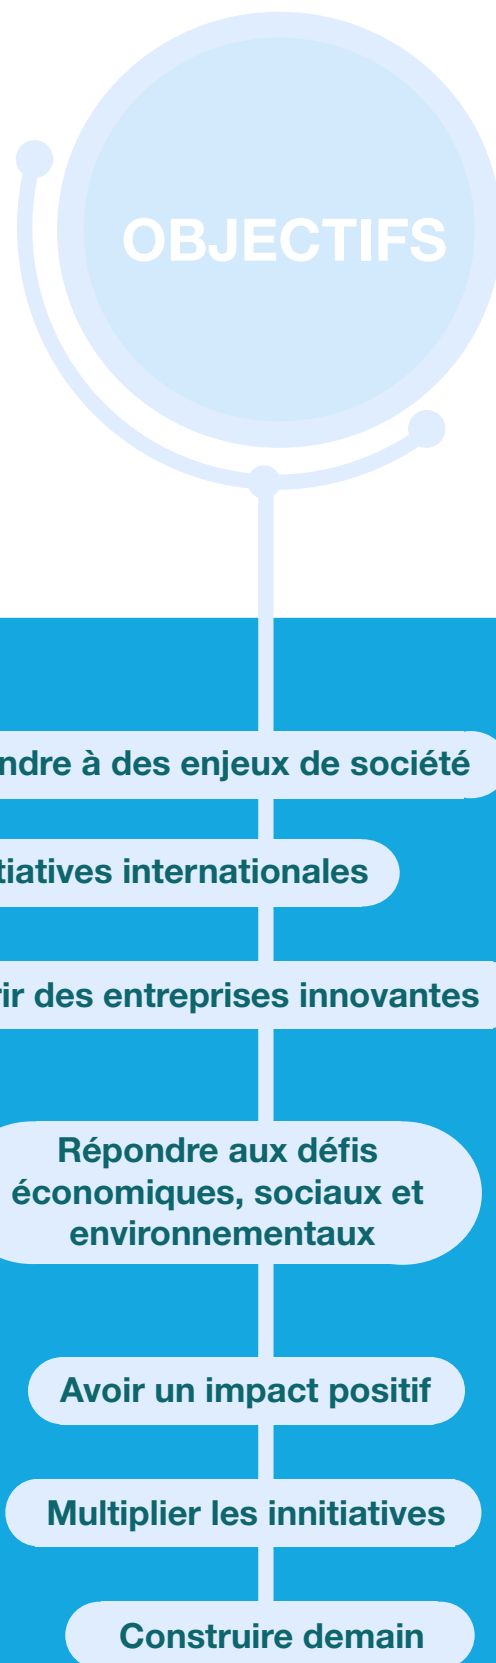 OBJECTIFS
ndre à des enjeux de société
tiatives internationales
rir des entreprises innovantes
Répondre aux défis
économiques, sociaux et
environnementaux
Avoir un impact positif
Multiplier les innitiatives
Construire demain